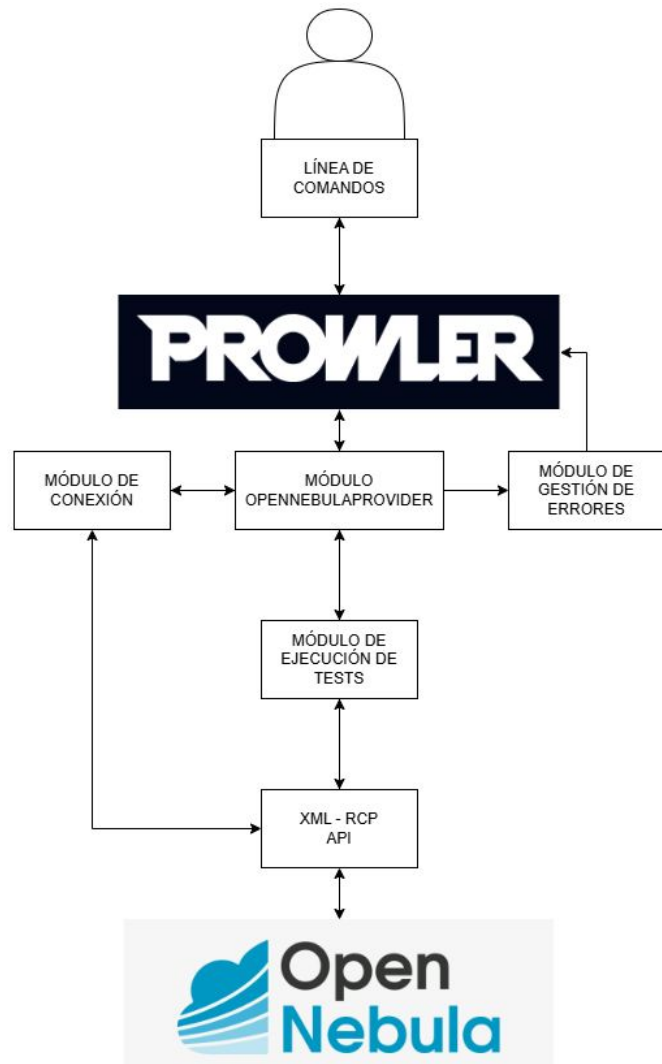 LÍNEA DE
COMANDOS
PROWLER
MÓDULO DE
CONEXIÓN
MÓDULO
OPENNEBULAPROVIDER
MÓDULO DE
GESTIÓN DE
ERRORES
MÓDULO DE
EJECUCIÓN DE
TESTS
XML - RCP
API
Open
Nebula